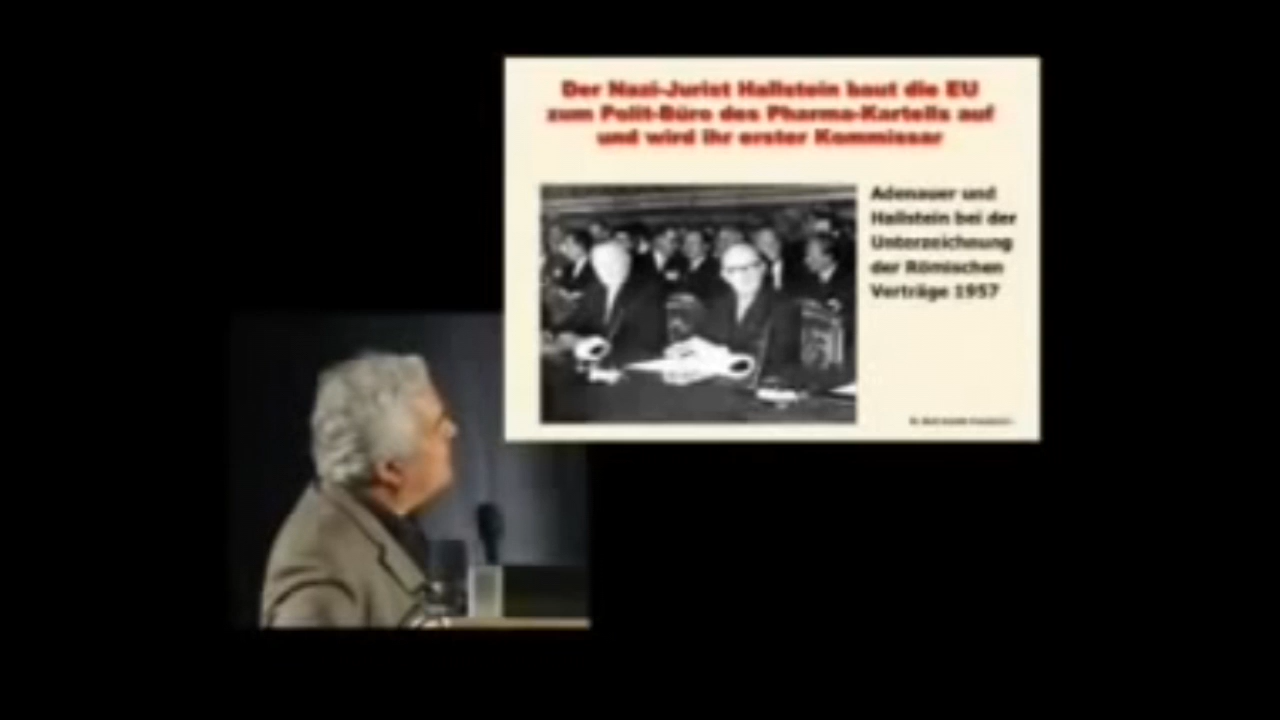 Der Nazi-Jurist Hallstein baut die EU
zum Polit-Büro des Pharma-Kartells auf
und wird ihr erster Kommissar
Adenauer und
Hallstein bei der
Unterzeichnung
der Römischen
Verträge 1957